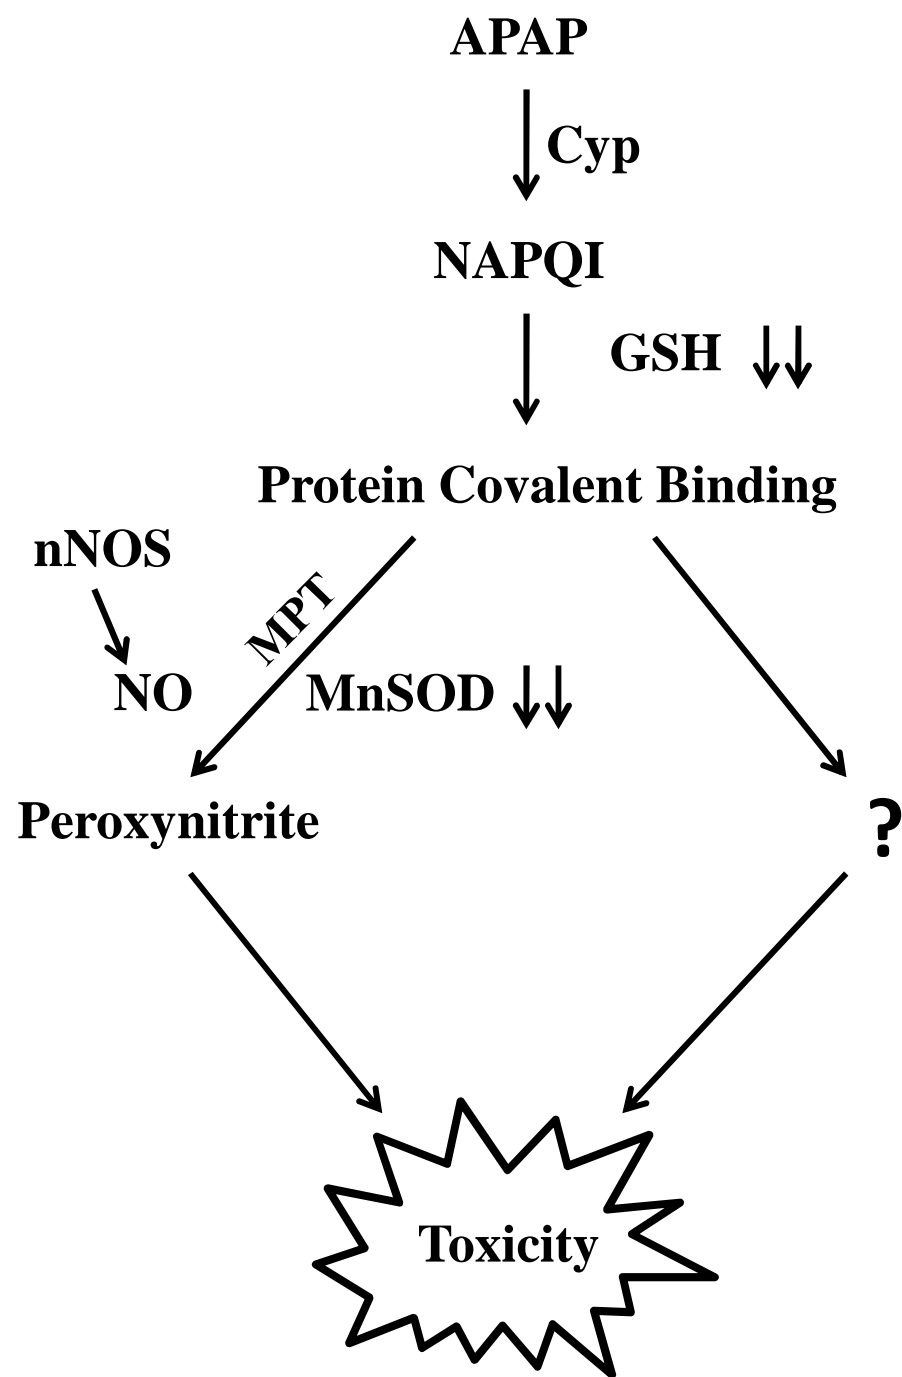 APAP
Cyp
NAPQI
GSH
Protein Covalent Binding
nNOS
MPT
NO
MnSOD
Peroxynitrite
?
Toxicity